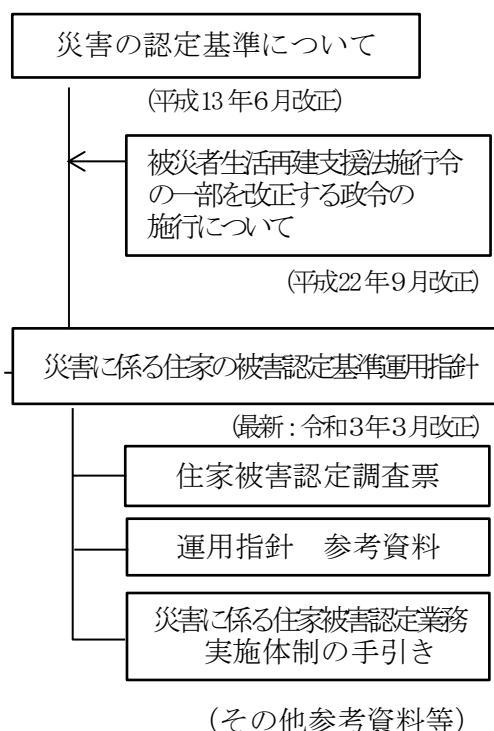 災害の認定基準について
(平成13年6月改正)
被災者生活再建支援法施行令
の一部を改正する政令の
施行について
(平成22年9月改正)
災害に係る住家の被害認定基準運用指針
(最新：令和3年3月改正)
住家被害認定調査票
運用指針　参考資料
災害に係る住家被害認定業務
実施体制の手引き
(その他参考資料等)